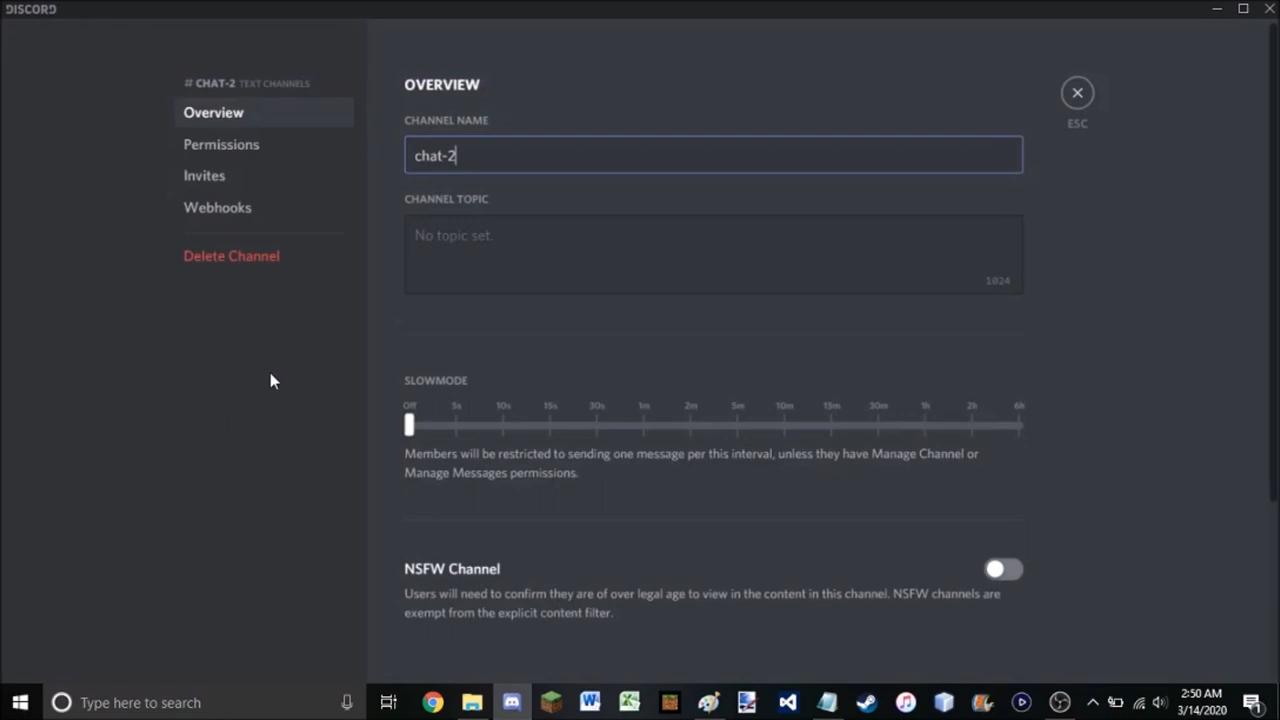 DISCORD
# CHAT-2 TEXT CHANNELS
Overview
Permissions
Invites
Webhooks
Delete Channel
OVERVIEW
CHANNEL NAME
chat-2
CHANNEL TOPIC
No topic set.
1024
ESC
SLOWMODE
Off 5s 10s 15s 30s 1m 2m 5m 10m 15m 30m 1h 2h 6h
Members will be restricted to sending one message per this interval, unless they have Manage Channel or
Manage Messages permissions.
NSFW Channel
Users will need to confirm they are of over legal age to view in the content in this channel. NSFW channels are
exempt from the explicit content filter.
Type here to search
2:50 AM
3/14/2020
1